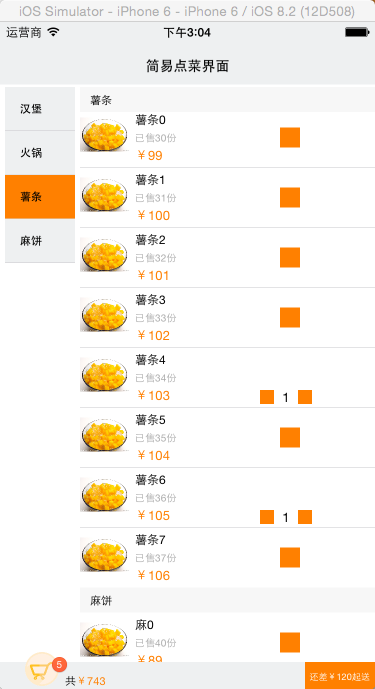 iOS Simulator - iPhone 6 - iPhone 6 / iOS 8.2 (12D508)
运营商 下午3:04
简易点菜界面
汉堡
火锅
薯条
麻饼
薯条
薯条0
已售30份
￥99
薯条1
已售31份
￥100
薯条2
已售32份
￥101
薯条3
已售33份
￥102
薯条4
已售34份
￥103 1
薯条5
已售35份
￥104
薯条6
已售36份
￥105 1
薯条7
已售37份
￥106
麻饼
麻0
已售40份
￥89
5
共￥743
还差￥120起送